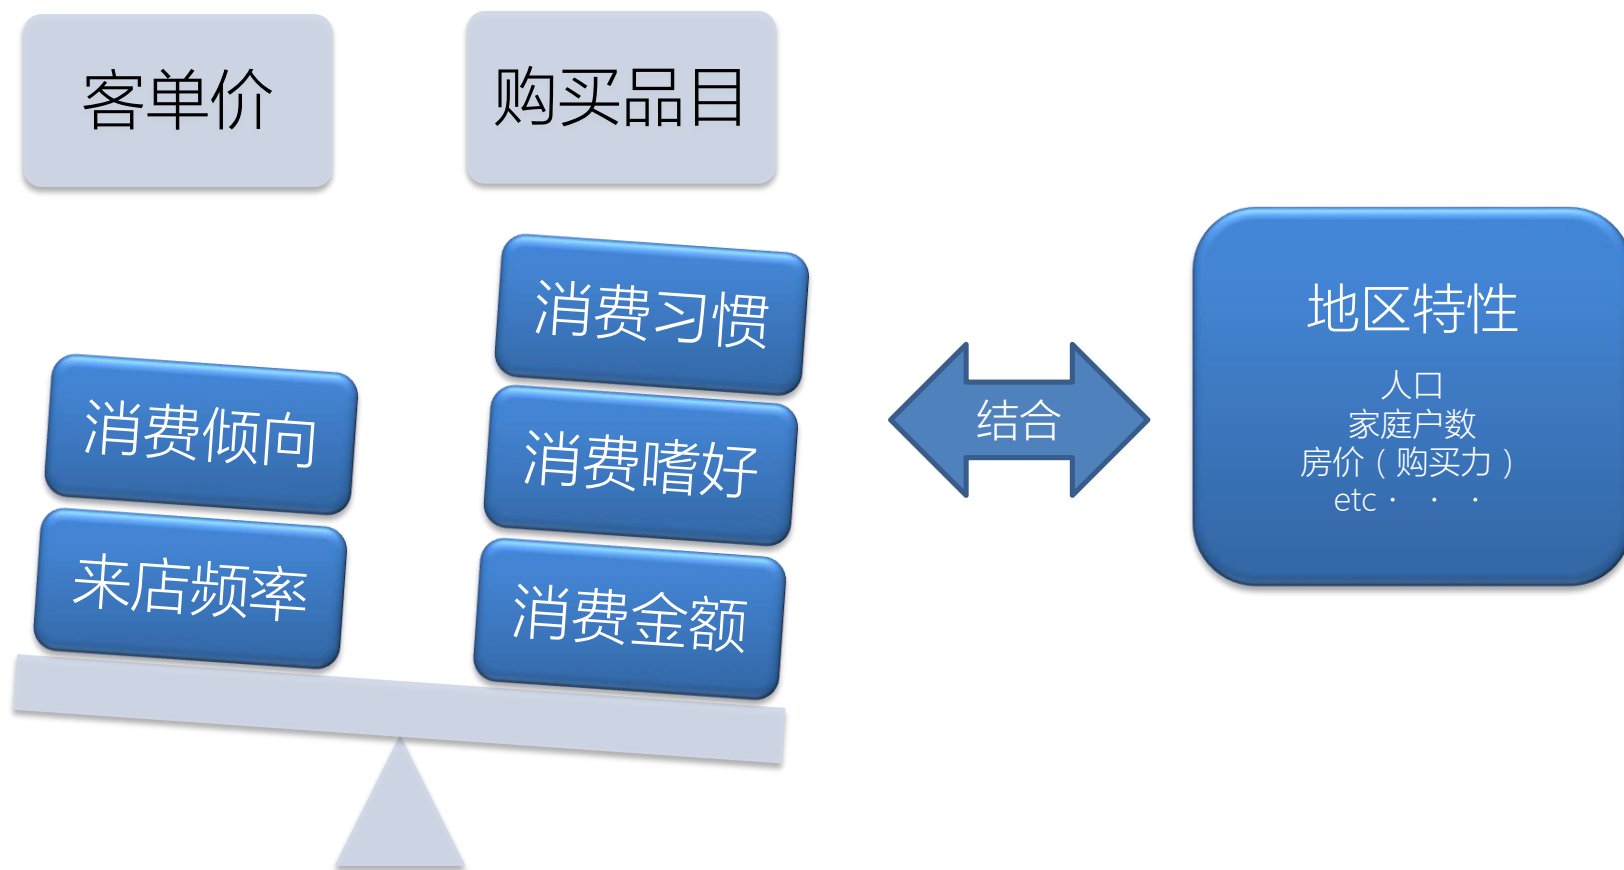 客单价
购买品目
消费倾向
来店频率
消费习惯
消费嗜好
消费金额
结合
地区特性
人口
家庭户数
房价（购买力）
etc・・・